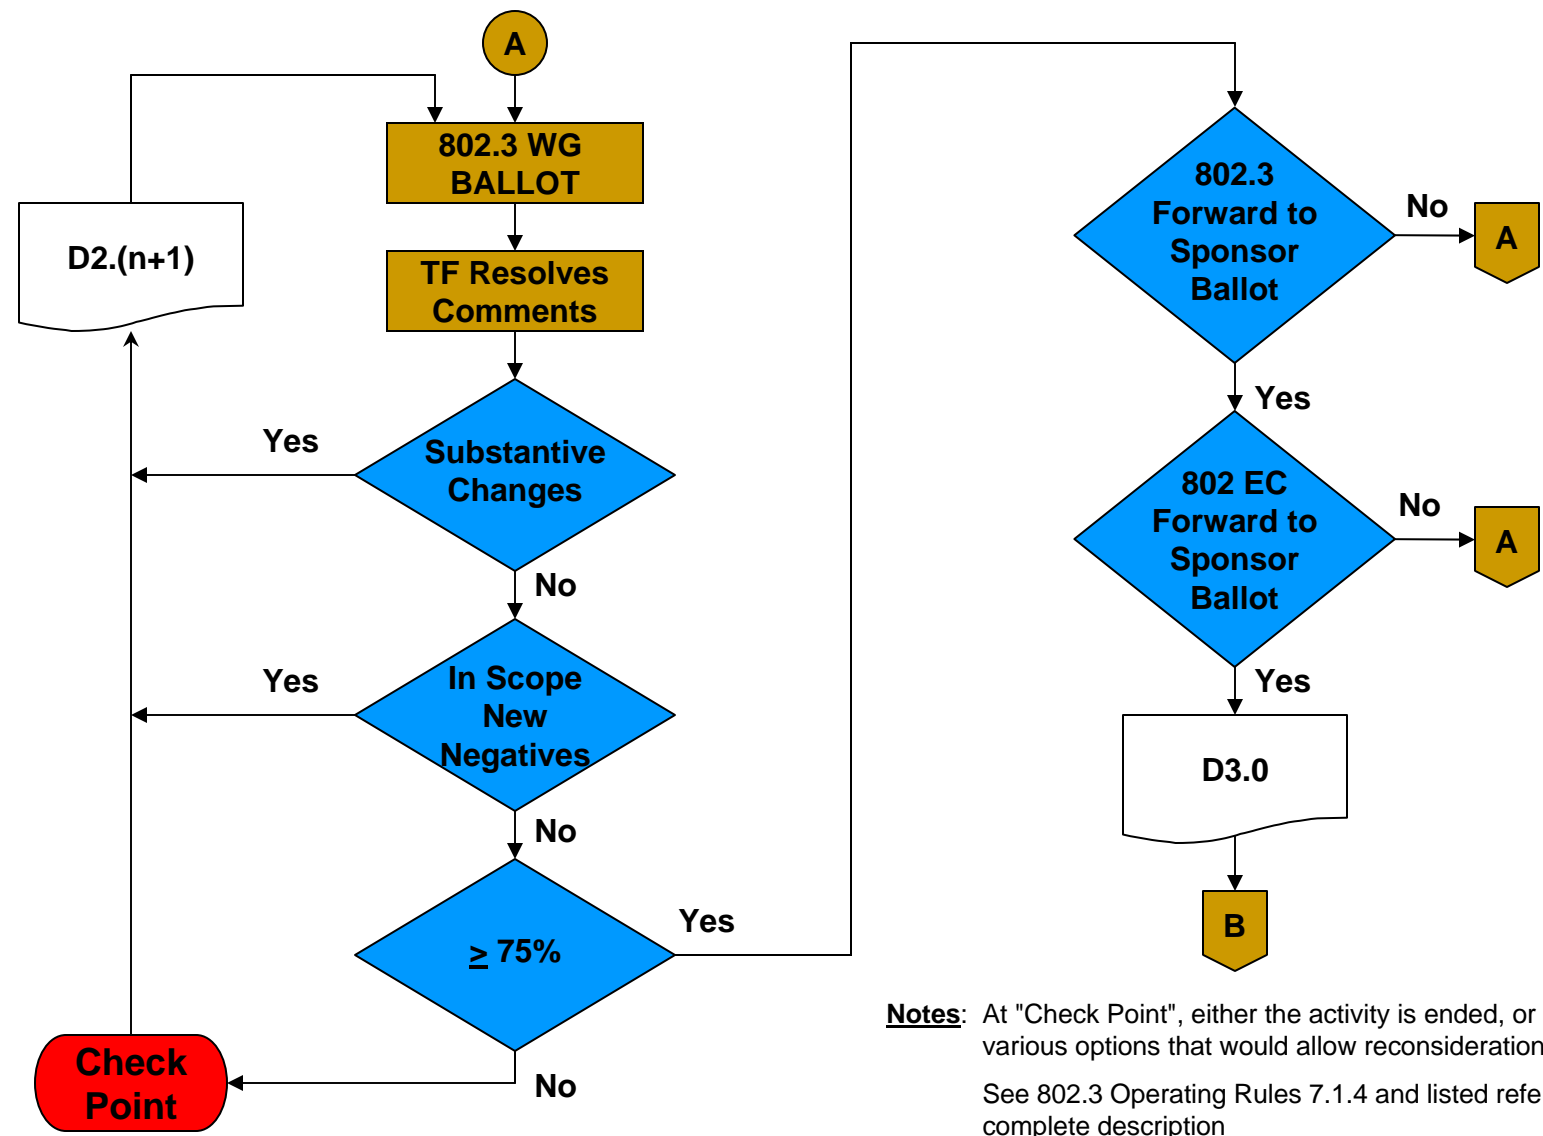 A
802.3 WG
BALLOT
D2.(n+1)
TF Resolves
Comments
Yes
Substantive
Changes
No
Yes
In Scope
New
Negatives
No
≥ 75%
Yes
No
Check
Point
802.3
Forward to
Sponsor
Ballot
No
A
Yes
802 EC
Forward to
Sponsor
Ballot
No
A
Yes
D3.0
B
Notes: At "Check Point", either the activity is ended, or
various options that would allow reconsideration
See 802.3 Operating Rules 7.1.4 and listed refe
complete description